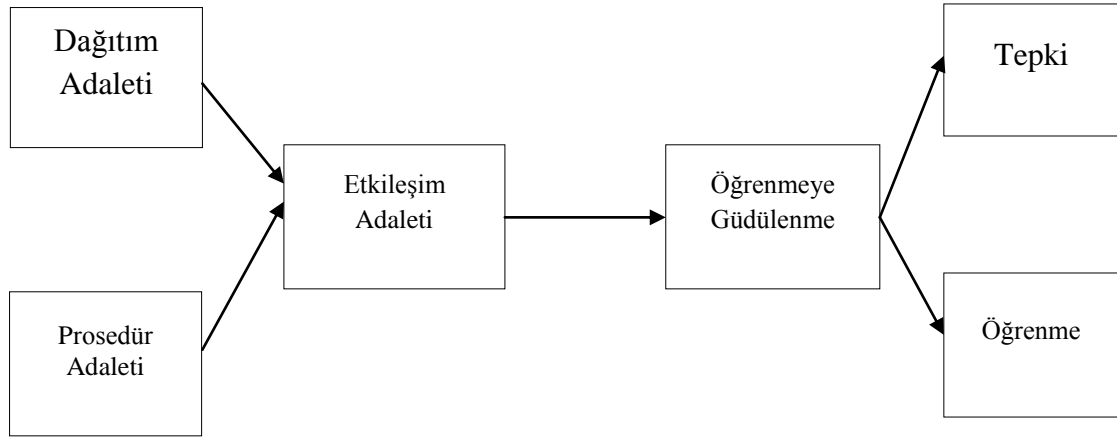 Dağıtım
Adaleti
Prosedür
Adaleti
Etkileşim
Adaleti
Öğrenmeye
Güdülenme
Tepki
Öğrenme